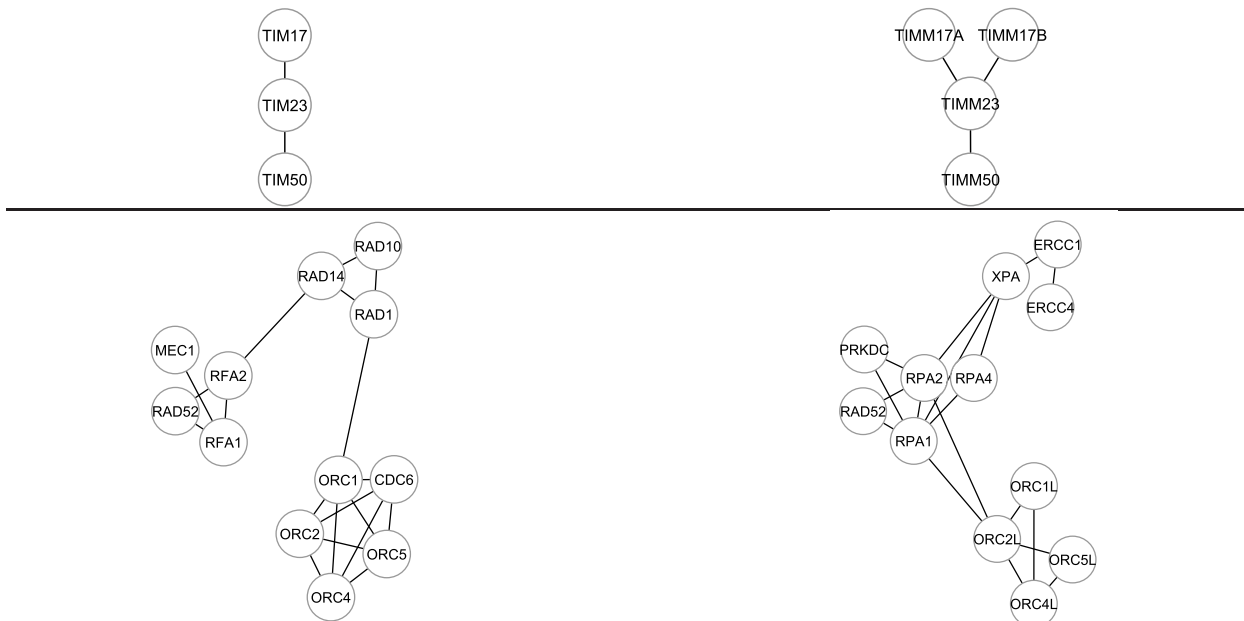 TIM17
TIM23
TIM50
TIMM17A
TIMM17B
TIMM23
TIMM50
RAD10
RAD14
RAD1
MEC1
RFA2
RAD52
RFA1
ORC1
CDC6
ORC2
ORC5
ORC4
ERCC1
XPA
ERCC4
PRKDC
RPA2
RPA4
RAD52
RPA1
ORC1L
ORC2L
ORC5L
ORC4L